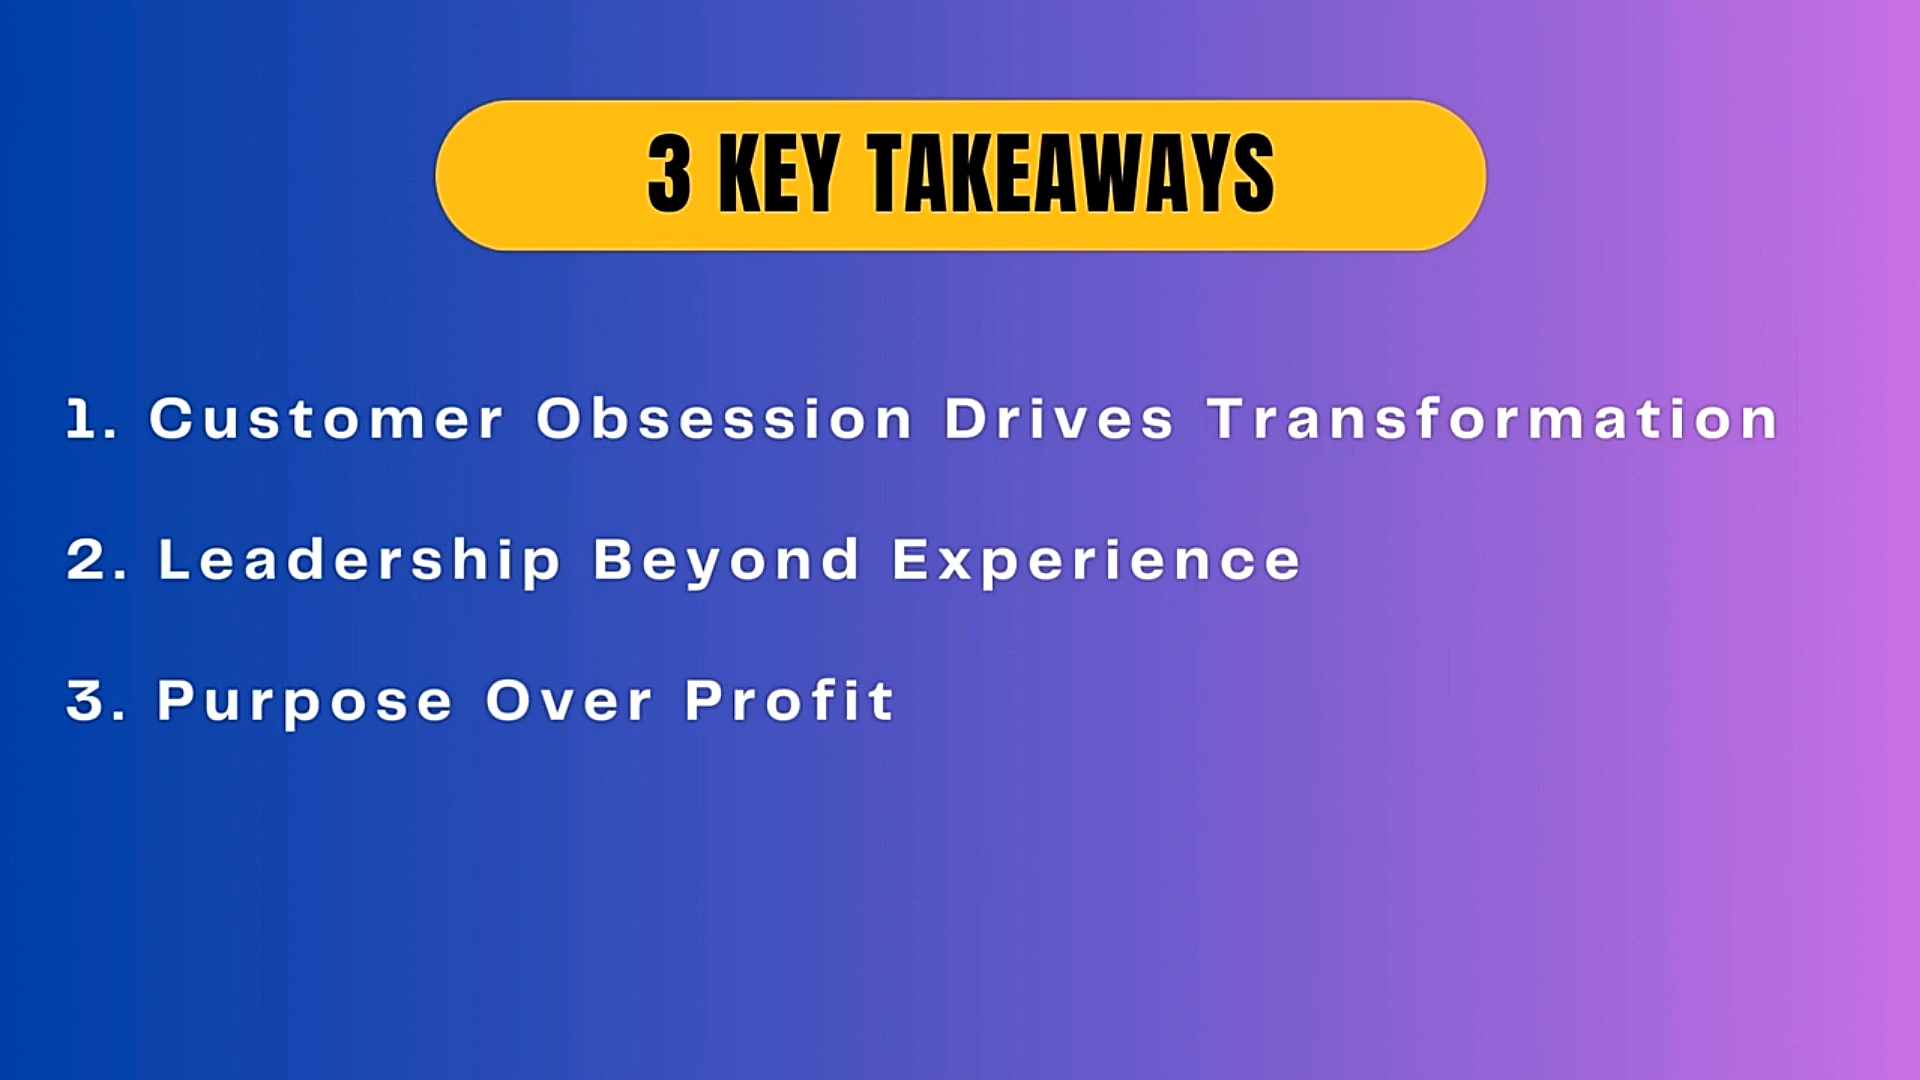 3 KEY TAKEAWAYS
1. Customer Obsession Drives Transformation
2. Leadership Beyond Experience
3. Purpose Over Profit